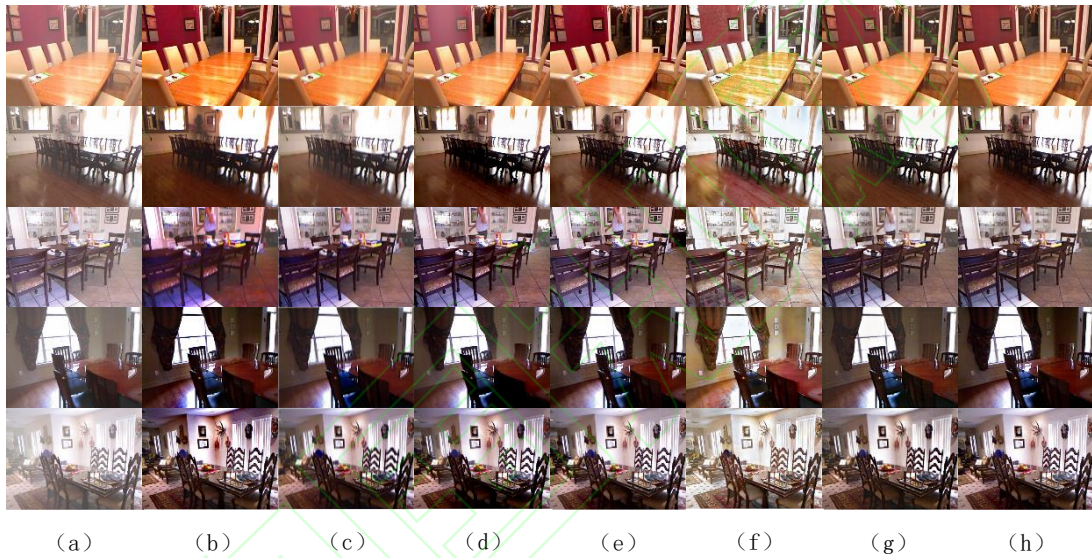 （a） （b） （c） （d） （e） （f） （g） （h）